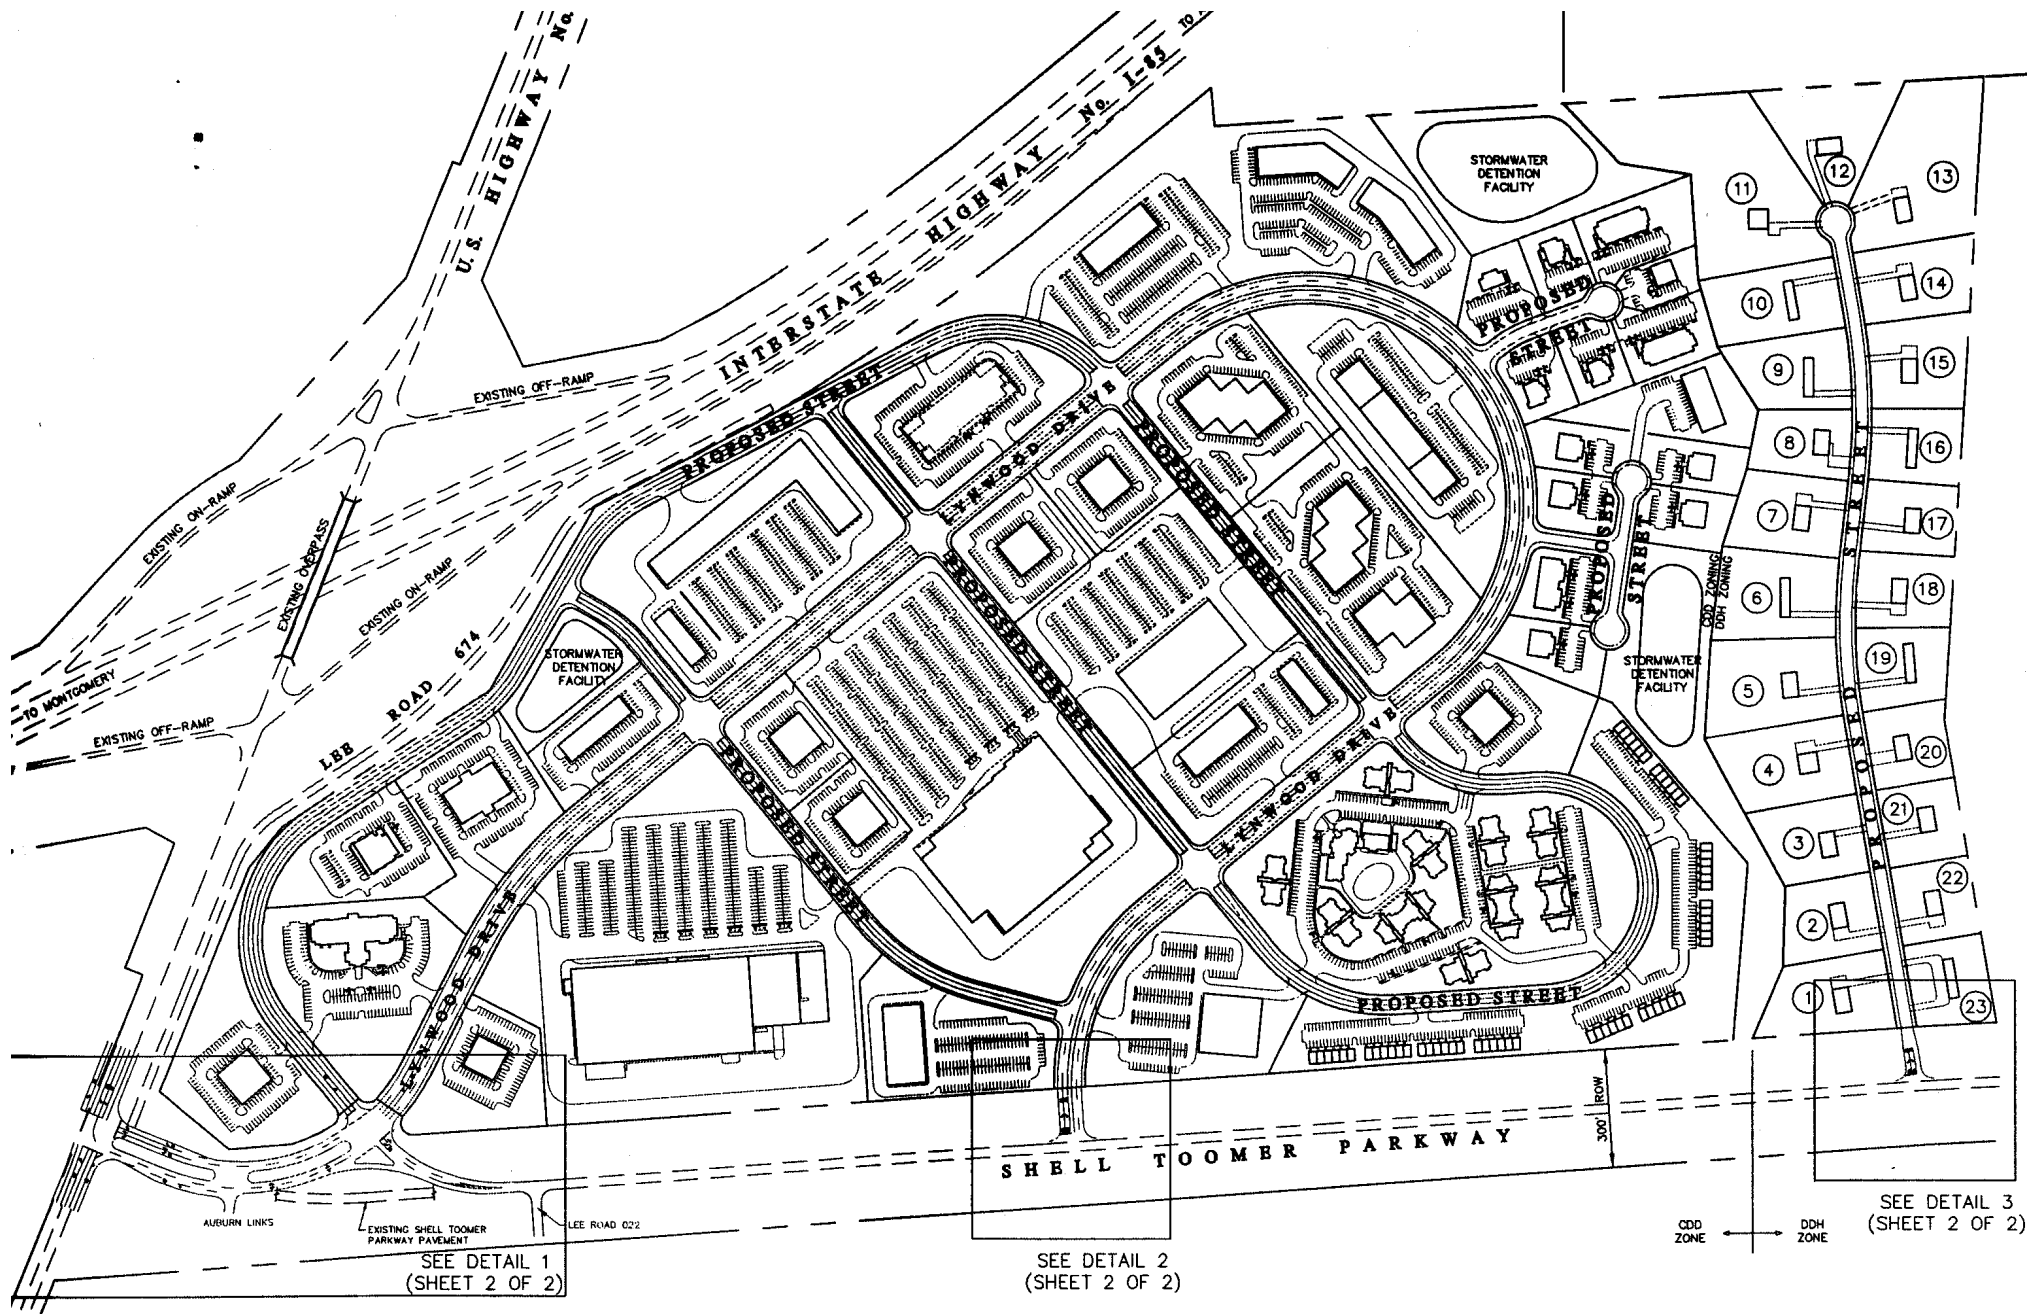 U. S. HIGHWAY No.
INTERSTATE HIGHWAY No. I-85
TO
STORMWATER
DETENTION
FACILITY
12
13
11
14
10
PROPOSED
STREET
15
9
EXISTING OFF-RAMP
PROPOSED STREET
LYNWOOD DRIVE
PROPOSED STREET
8
16
EXISTING ON-RAMP
EXISTING OVERPASS
EXISTING ON-RAMP
PROPOSED STREET
PROPOSED
STREET
7
17
CDD ZONING
DDH ZONING
6
18
LEE ROAD 674
STORMWATER
DETENTION
FACILITY
STORMWATER
DETENTION
FACILITY
19
5
TO MONTGOMERY
EXISTING OFF-RAMP
PROPOSED STREET
LYNWOOD DRIVE
PROPOSED STREET
20
4
21
3
22
2
LYNWOOD DRIVE
PROPOSED STREET
1
23
300' ROW
SHELL TOOMER PARKWAY
AUBURN LINKS
EXISTING SHELL TOOMER
PARKWAY PAVEMENT
LEE ROAD 022
SEE DETAIL 1
(SHEET 2 OF 2)
SEE DETAIL 2
(SHEET 2 OF 2)
CDD
ZONE
DDH
ZONE
SEE DETAIL 3
(SHEET 2 OF 2)